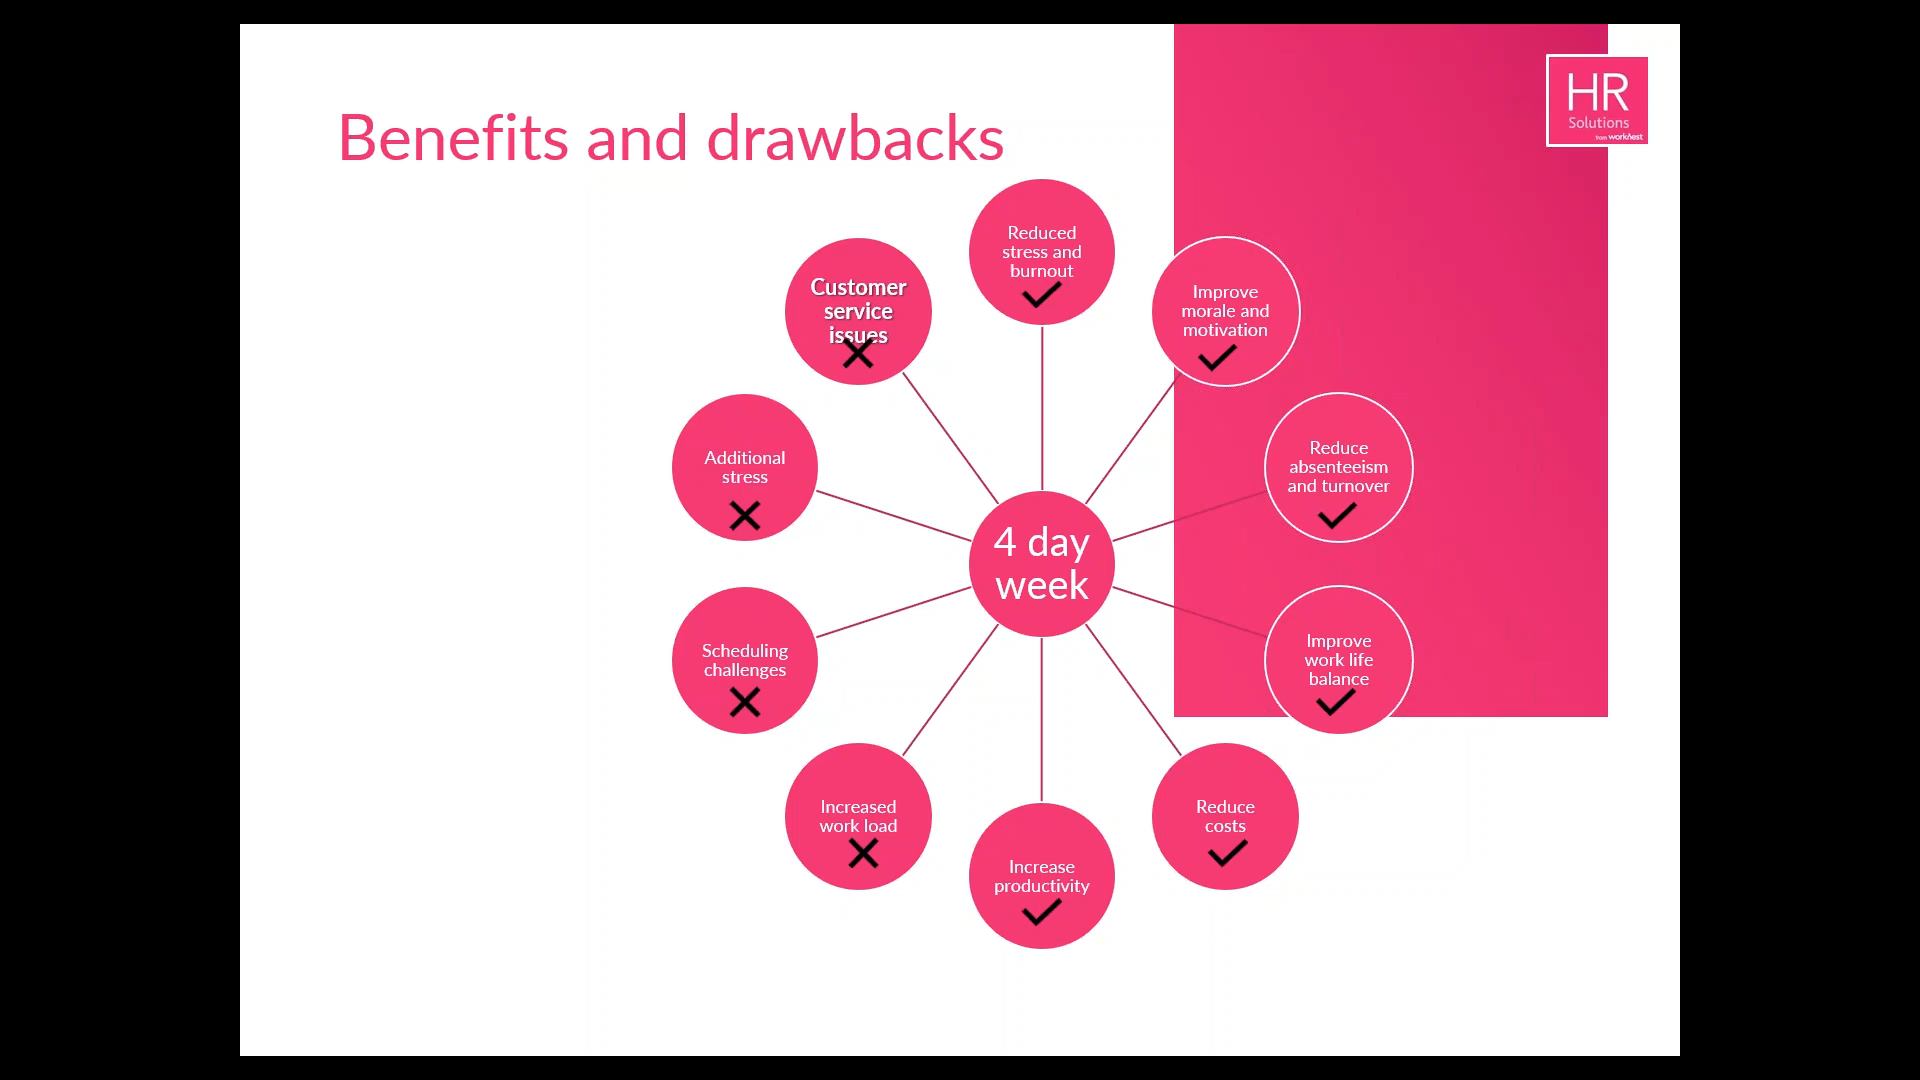 Benefits and drawbacks
HR
Solutions
from worknest
Reduced
stress and
burnout
Improve
morale and
motivation
Reduce
absenteeism
and turnover
Improve
work life
balance
Reduce
costs
Increase
productivity
Increased
work load
Scheduling
challenges
Additional
stress
Customer
service
issues
4 day
week